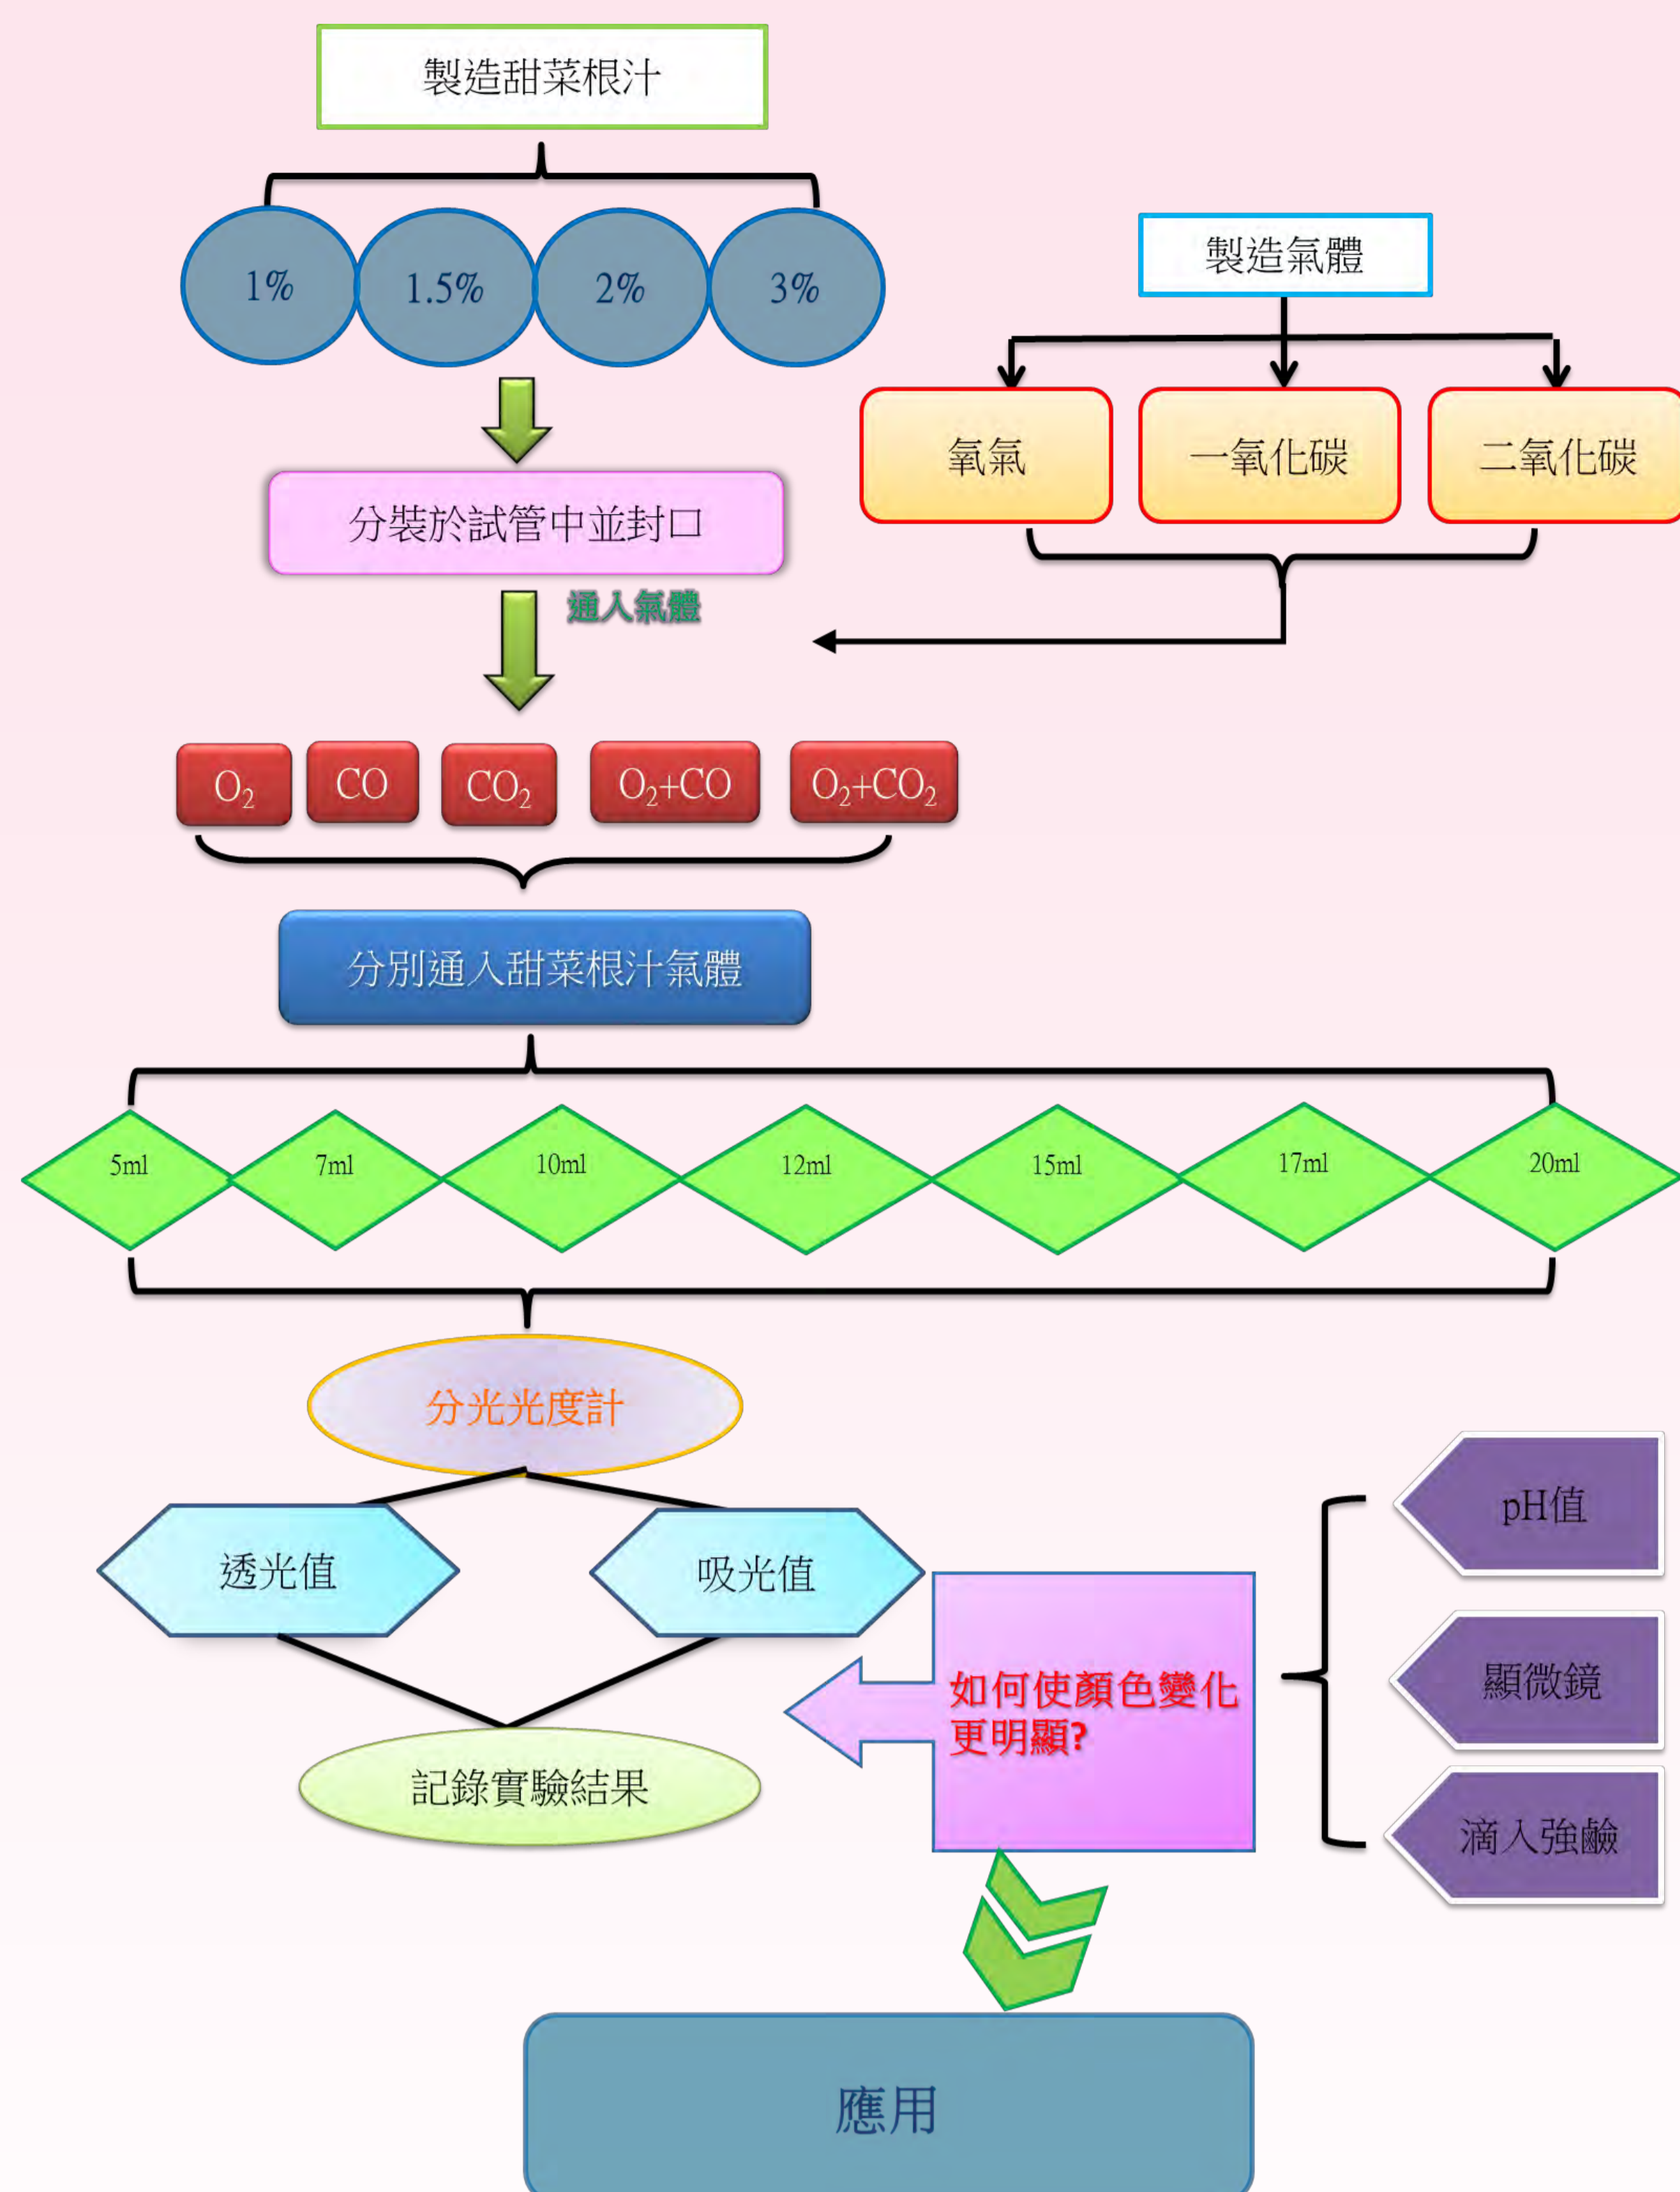 製造甜菜根汁
1%
1.5%
2%
3%
製造氣體
氧氣
一氧化碳
二氧化碳
分裝於試管中並封口
通入氣體
O₂
CO
CO₂
O₂+CO
O₂+CO₂
分別通入甜菜根汁氣體
5ml
7ml
10ml
12ml
15ml
17ml
20ml
分光光度計
透光值
吸光值
如何使顏色變化
更明顯?
pH值
顯微鏡
滴入強鹼
記錄實驗結果
應用